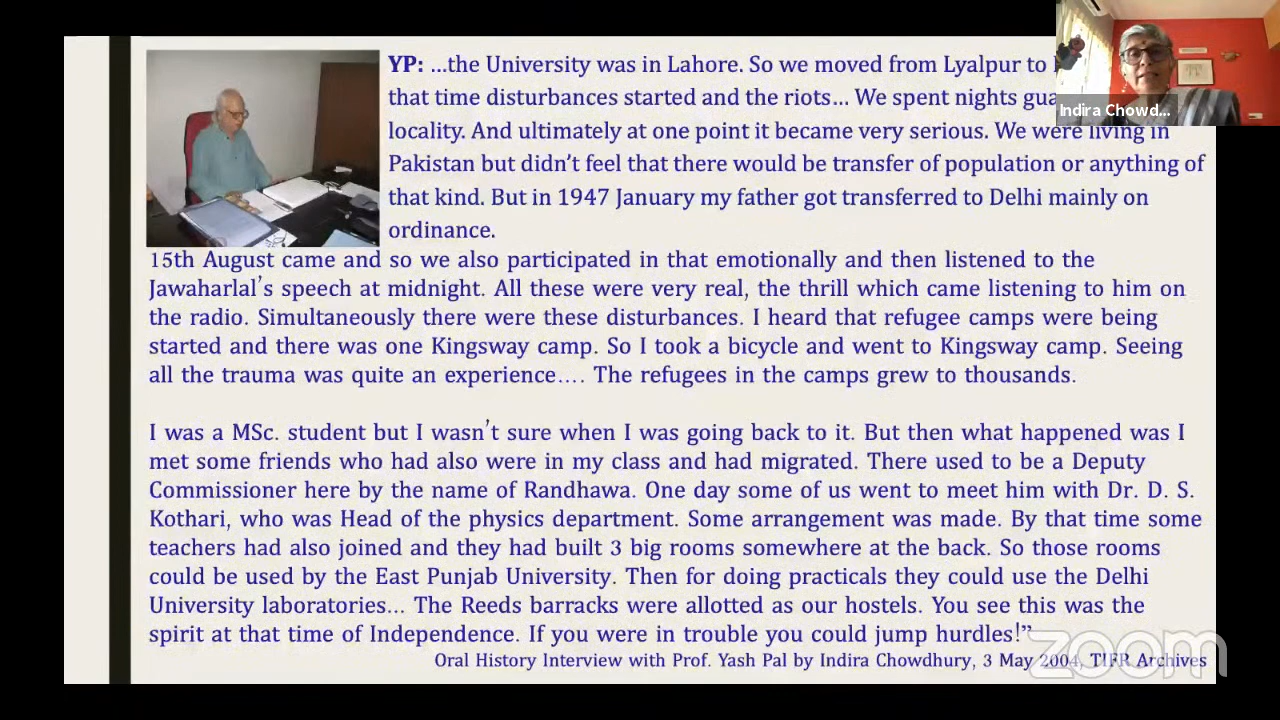 YP: …the University was in Lahore. So we moved from Lyalpur to
that time disturbances started and the riots… We spent nights
locality. And ultimately at one point it became very serious. We were living in
Pakistan but didn’t feel that there would be transfer of population or anything of
that kind. But in 1947 January my father got transferred to Delhi mainly on
ordinance.
15th August came and so we also participated in that emotionally and then listened to the
Jawaharlal’s speech at midnight. All these were very real, the thrill which came listening to him on
the radio. Simultaneously there were these disturbances. I heard that refugee camps were being
started and there was one Kingsway camp. So I took a bicycle and went to Kingsway camp. Seeing
all the trauma was quite an experience…. The refugees in the camps grew to thousands.
I was a MSc. student but I wasn’t sure when I was going back to it. But then what happened was I
met some friends who had also were in my class and had migrated. There used to be a Deputy
Commissioner here by the name of Randhawa. One day some of us went to meet him with Dr. D. S.
Kothari, who was Head of the physics department. Some arrangement was made. By that time some
teachers had also joined and they had built 3 big rooms somewhere at the back. So those rooms
could be used by the East Punjab University. Then for doing practicals they could use the Delhi
University laboratories… The Reeds barracks were allotted as our hostels. You see this was the
spirit at that time of Independence. If you were in trouble you could jump hurdles!”
Oral History Interview with Prof. Yash Pal by Indira Chowdhury, 3 May 2004, TIFR Archives
Indira Chowd...
zoom